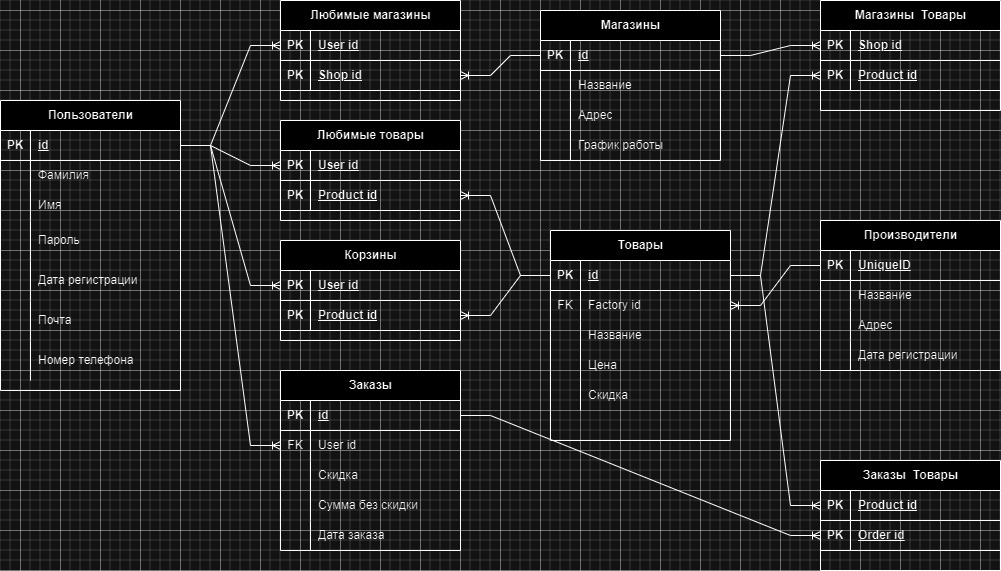 Любимые магазины
PK User id
PK Shop id
Магазины
PK id
Название
Адрес
График работы
Магазины Товары
PK Shop id
PK Product id
Пользователи
PK id
Фамилия
Имя
Пароль
Дата регистрации
Почта
Номер телефона
Любимые товары
PK User id
PK Product id
Корзины
PK User id
PK Product id
Товары
PK id
FK Factory id
Название
Цена
Скидка
Производители
PK UniqueID
Название
Адрес
Дата регистрации
Заказы
PK id
FK User id
Скидка
Сумма без скидки
Дата заказа
Заказы Товары
PK Product id
PK Order id